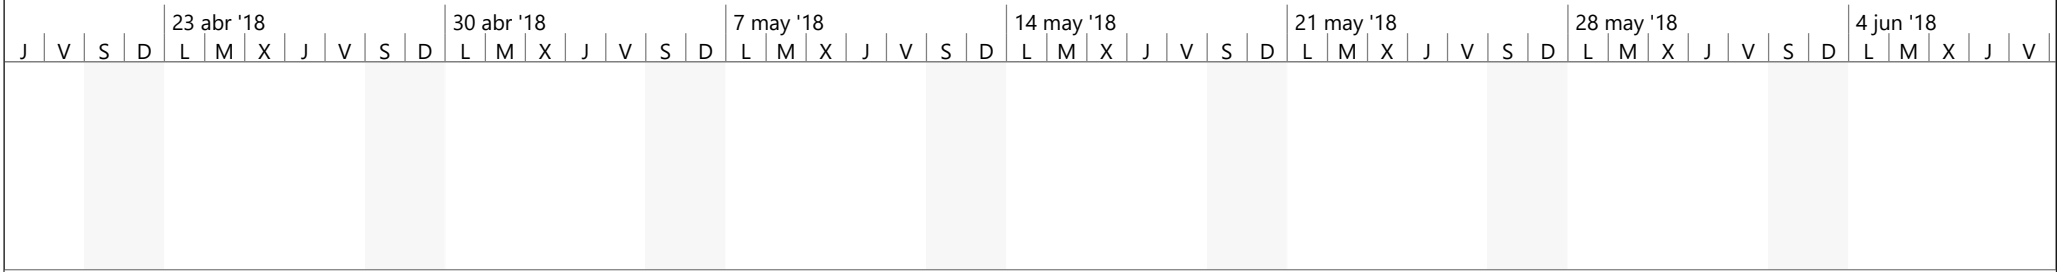 23 abr '18 30 abr '18 7 may '18 14 may '18 21 may '18 28 may '18 4 jun '18
J V S D L M X J V S D L M X J V S D L M X J V S D L M X J V S D L M X J V S D L M X J V S D L M X J V